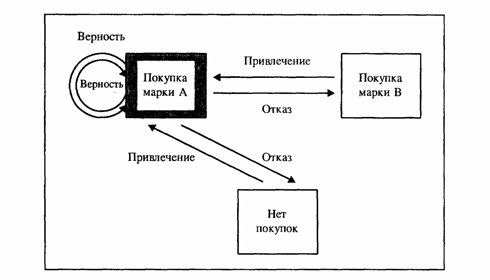 Верность
Верность
Покупка
марки А
Привлечение
Отказ
Покупка
марки В
Привлечение
Отказ
Нет
покупок